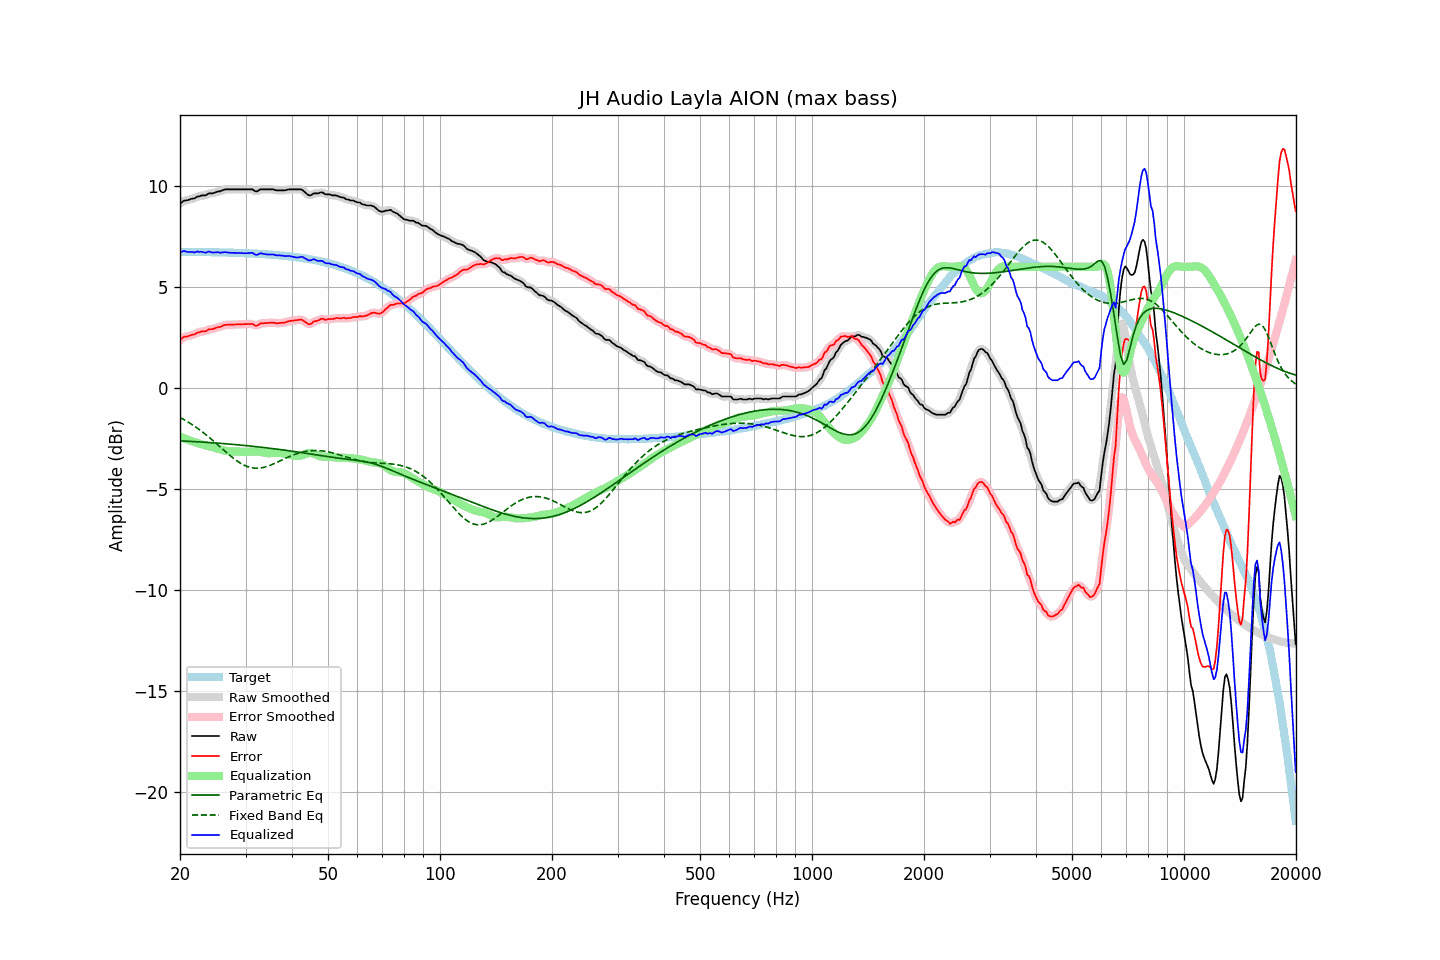 JH Audio Layla AION (max bass)
Amplitude (dBr)
10
5
0
−5
−10
−15
−20
Target
Raw Smoothed
Error Smoothed
Raw
Error
Equalization
Parametric Eq
Fixed Band Eq
Equalized
20 50 100 200 500 1000 2000 5000 10000 20000
Frequency (Hz)